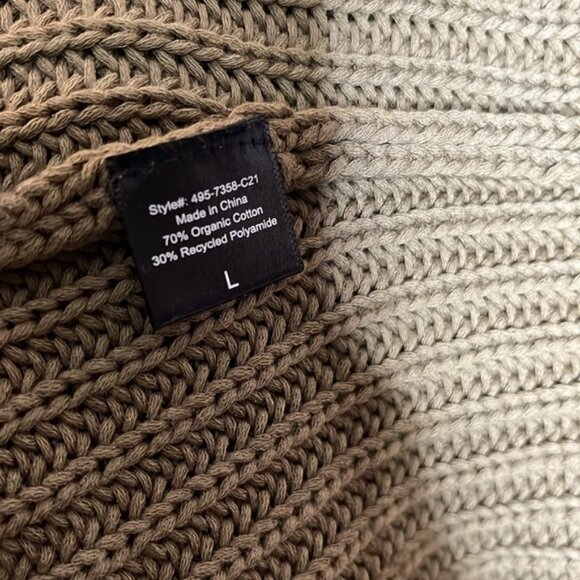 Style#: 495-7358-C21
Made in China
70% Organic Cotton
30% Recycled Polyamide
L